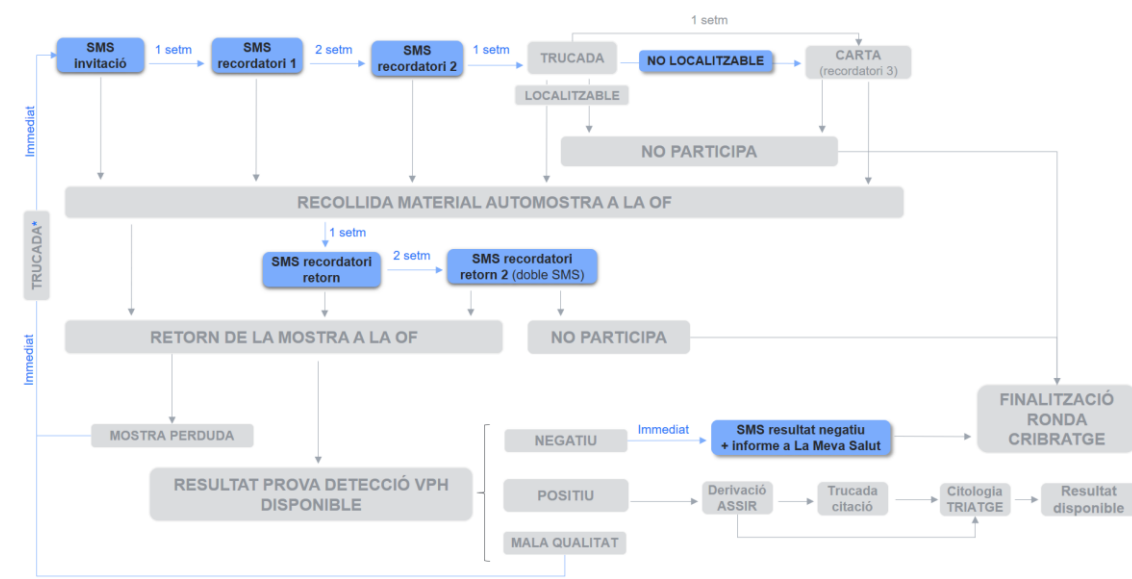 1 setm
SMS
invitació
1 setm
SMS
recordatori 1
2 setm
SMS
recordatori 2
1 setm
TRUCADA
NO LOCALITZABLE
CARTA
(recordatori 3)
LOCALITZABLE
Immediat
NO PARTICIPA
RECOLLIDA MATERIAL AUTOMOSTRA A LA OF
TRUCADA*
1 setm
SMS recordatori
retorn
2 setm
SMS recordatori
retorn 2 (doble SMS)
RETORN DE LA MOSTRA A LA OF
NO PARTICIPA
Immediat
FINALITZACIÓ
RONDA
CRIBRATGE
MOSTRA PERDUDA
NEGATIU
Immediat
SMS resultat negatiu
+ informe a La Meva Salut
RESULTAT PROVA DETECCIÓ VPH
DISPONIBLE
POSITIU
Derivació
ASSIR
Trucada
citació
Citologia
TRIATGE
Resultat
disponible
MALA QUALITAT